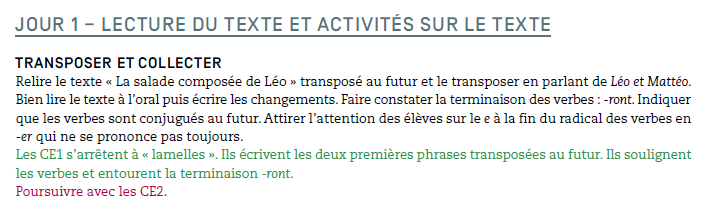 JOUR 1 – LECTURE DU TEXTE ET ACTIVITÉS SUR LE TEXTE
TRANSPOSER ET COLLECTER
Relire le texte « La salade composée de Léo » transposé au futur et le transposer en parlant de Léo et Mattéo.
Bien lire le texte à l'oral puis écrire les changements. Faire constater la terminaison des verbes : -ront. Indiquer
que les verbes sont conjugués au futur. Attirer l'attention des élèves sur le e à la fin du radical des verbes en
-er qui ne se prononce pas toujours.
Les CE1 s'arrêtent à « lamelles ». Ils écrivent les deux premières phrases transposées au futur. Ils soulignent
les verbes et entourent la terminaison -ront.
Poursuivre avec les CE2.